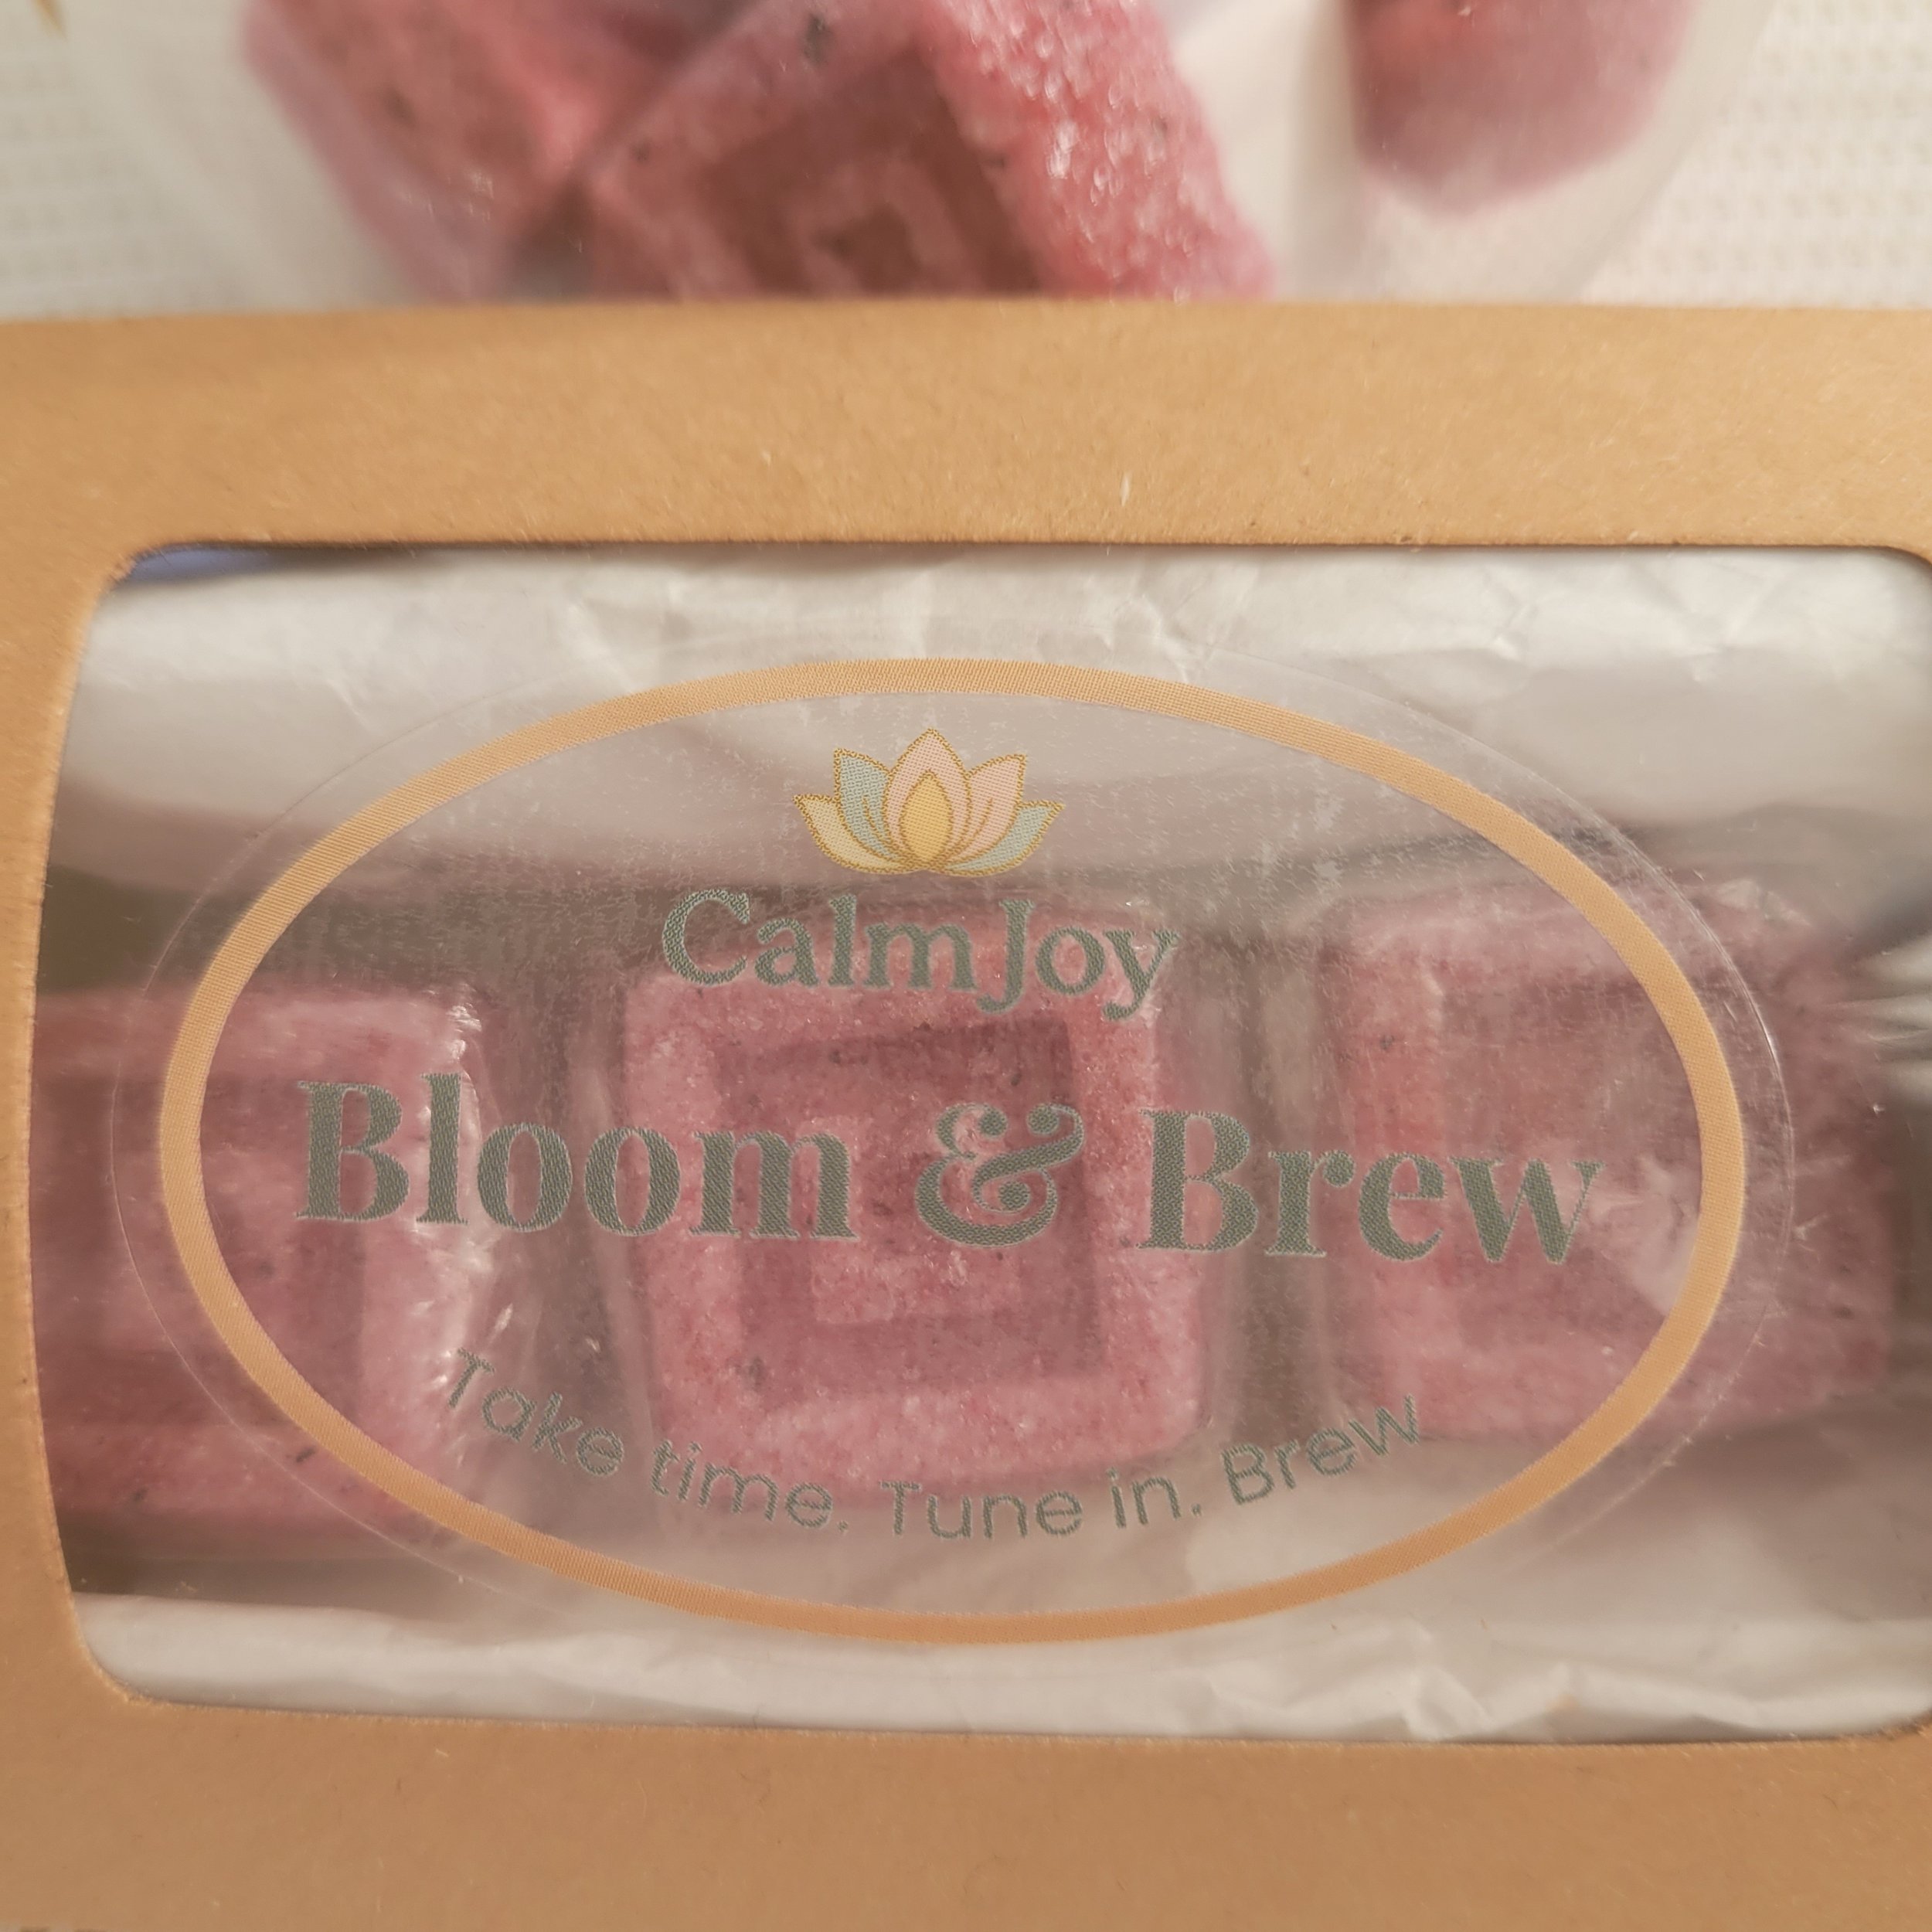 CalmJoy
Bloom & Brew
Take time. Tune in. Brew